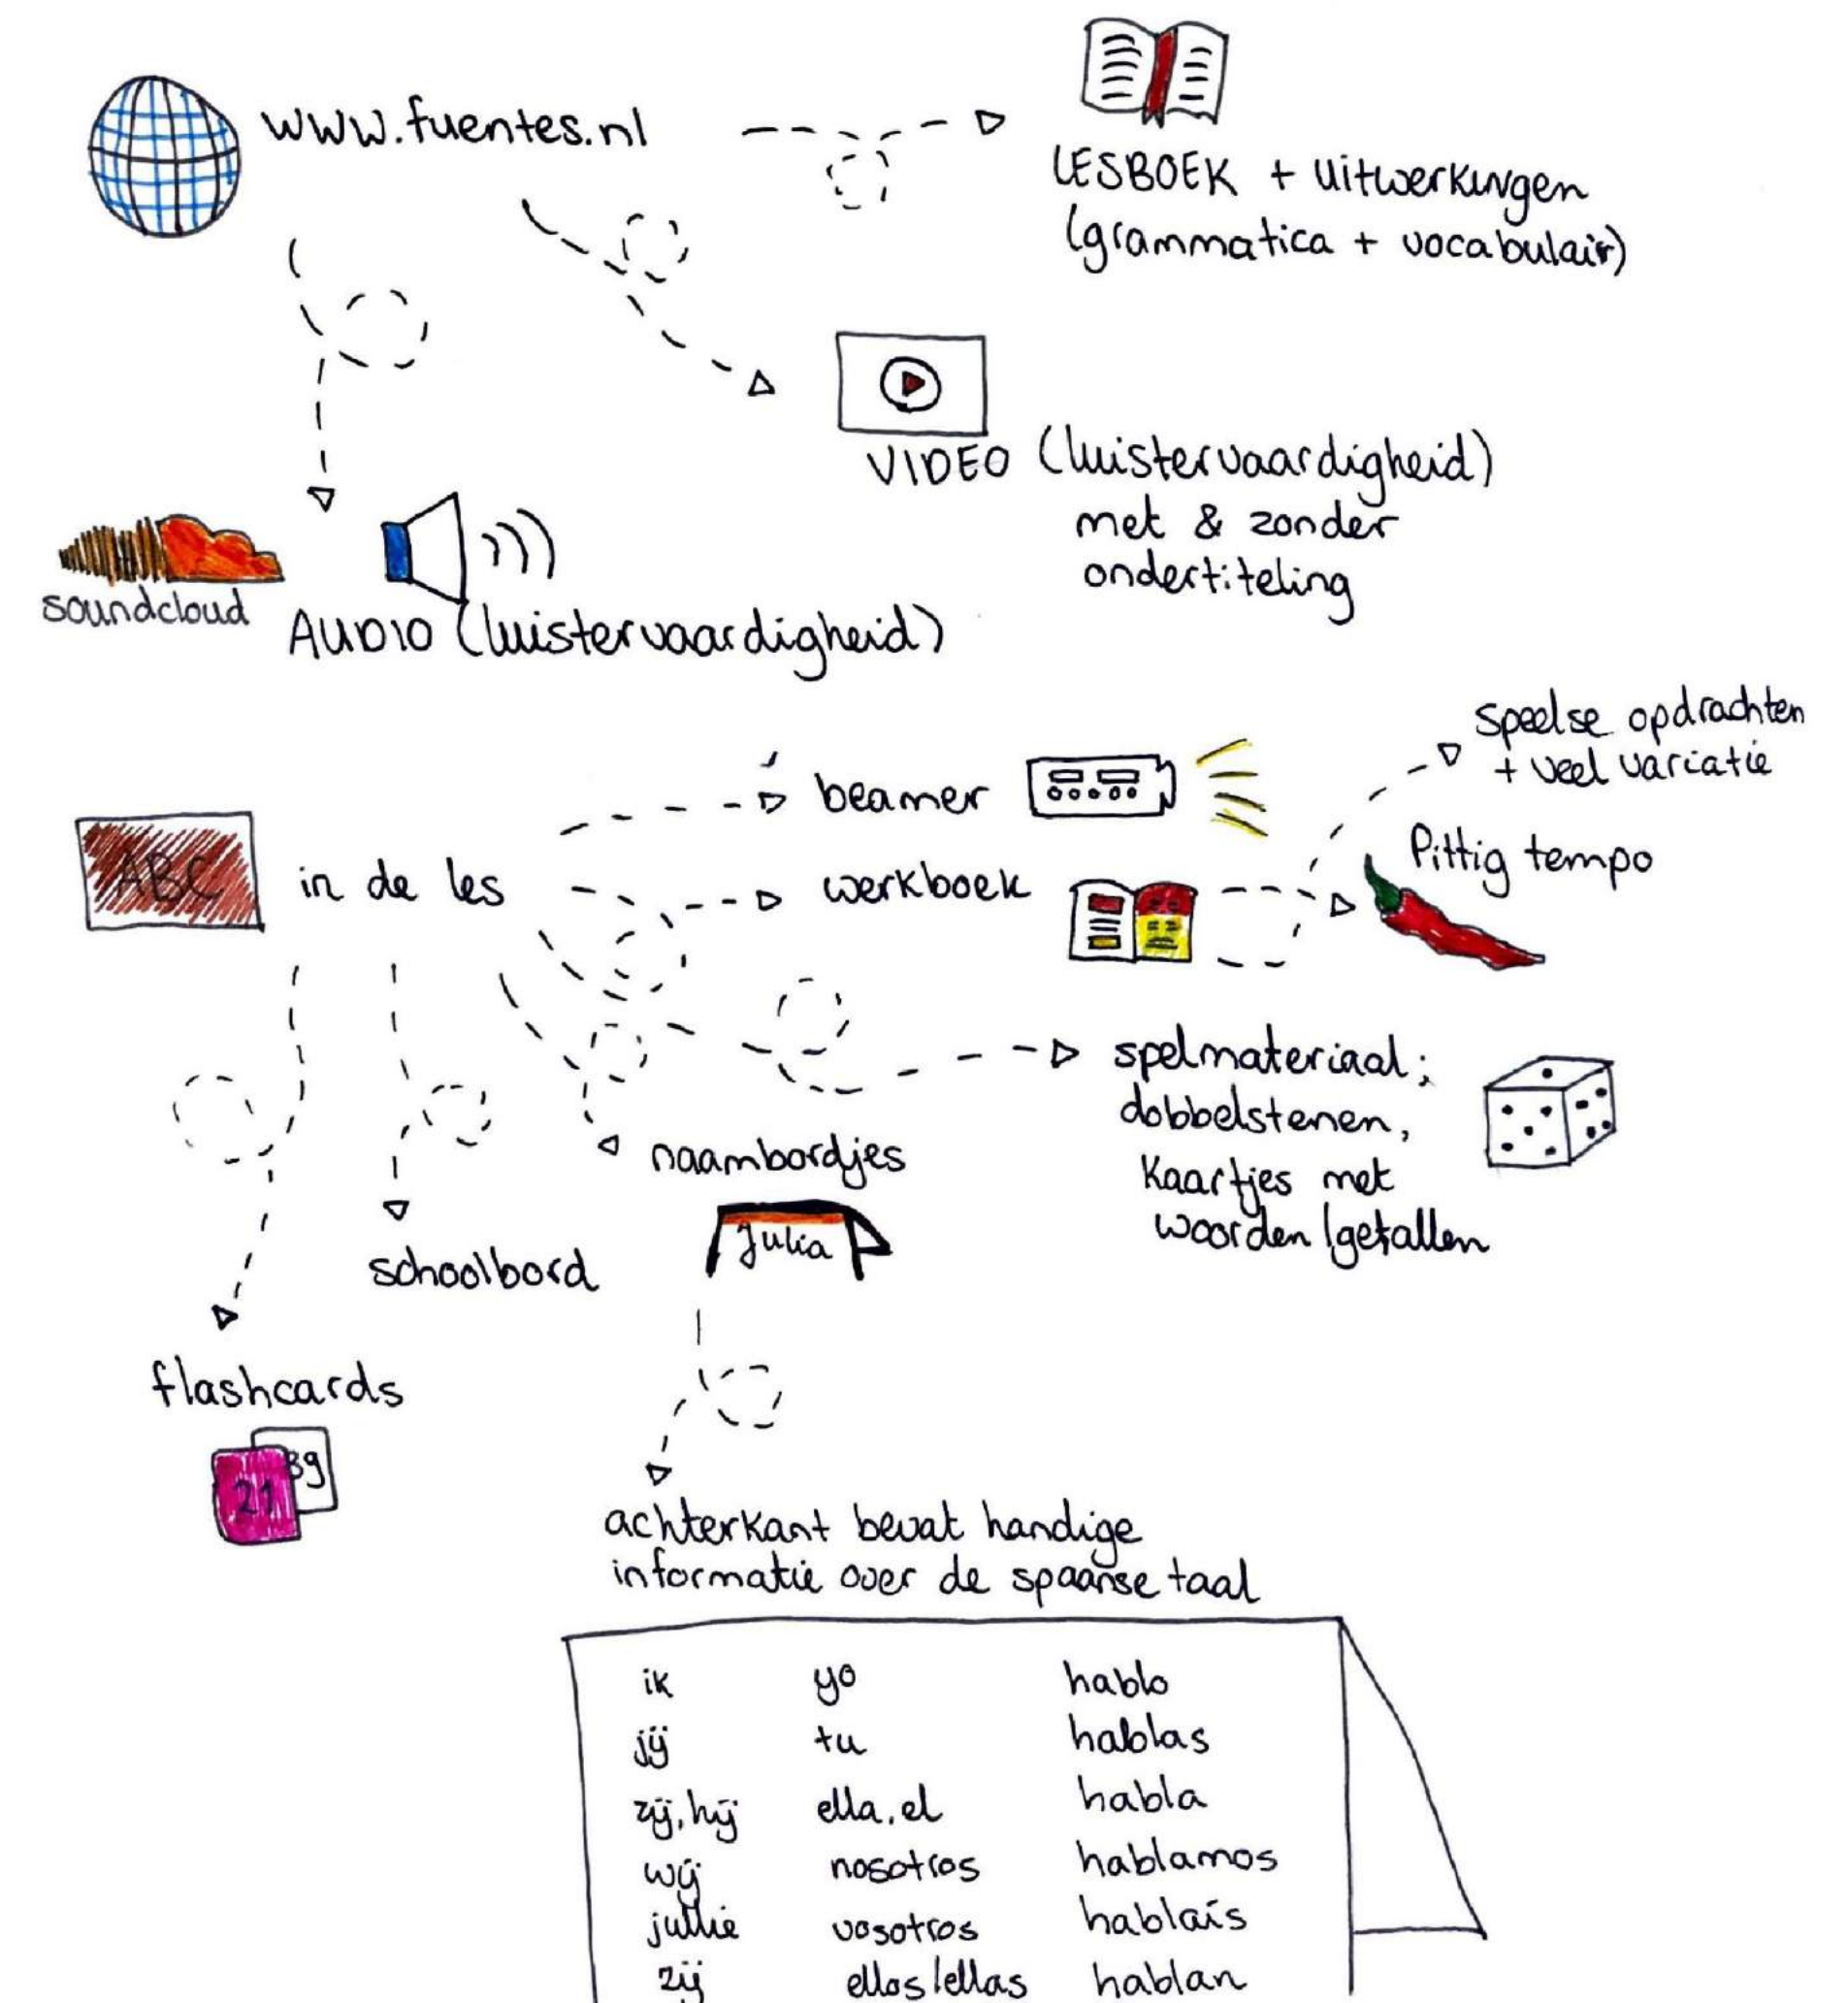 www.fuentes.nl
LESBOEK + uitwerkingen
(grammatica + vocabulair)
VIDEO (luistervaardigheid)
met & zonder
ondertiteling
soundcloud
AUDIO (luistervaardigheid)
speelse opdrachten
+ veel variatie
beamer
Pittig tempo
ABC
in de les
werkboek
spelmateriaal;
dobbelstenen,
kaartjes met
woorden/getallen
naambordjes
Julia
schoolbord
flashcards
21
39
achterkant bevat handige
informatie over de spaanse taal
ik yo hablo
jij tu hablas
zij, hij ella, el habla
wij nosotros hablamos
jullie vosotros hablaís
zij ellos/ellas hablan